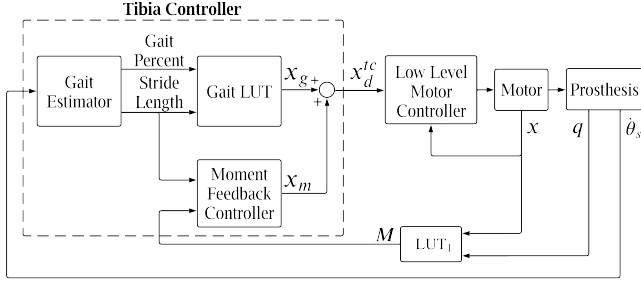 Tibia Controller
Gait
Percent
Stride
Length
Gait
Estimator
Gait LUT
x_g
+
+
x_d^{tc}
Low Level
Motor
Controller
Motor
Prosthesis
x
q
θ̇_s
Moment
Feedback
Controller
x_m
M
LUT₁